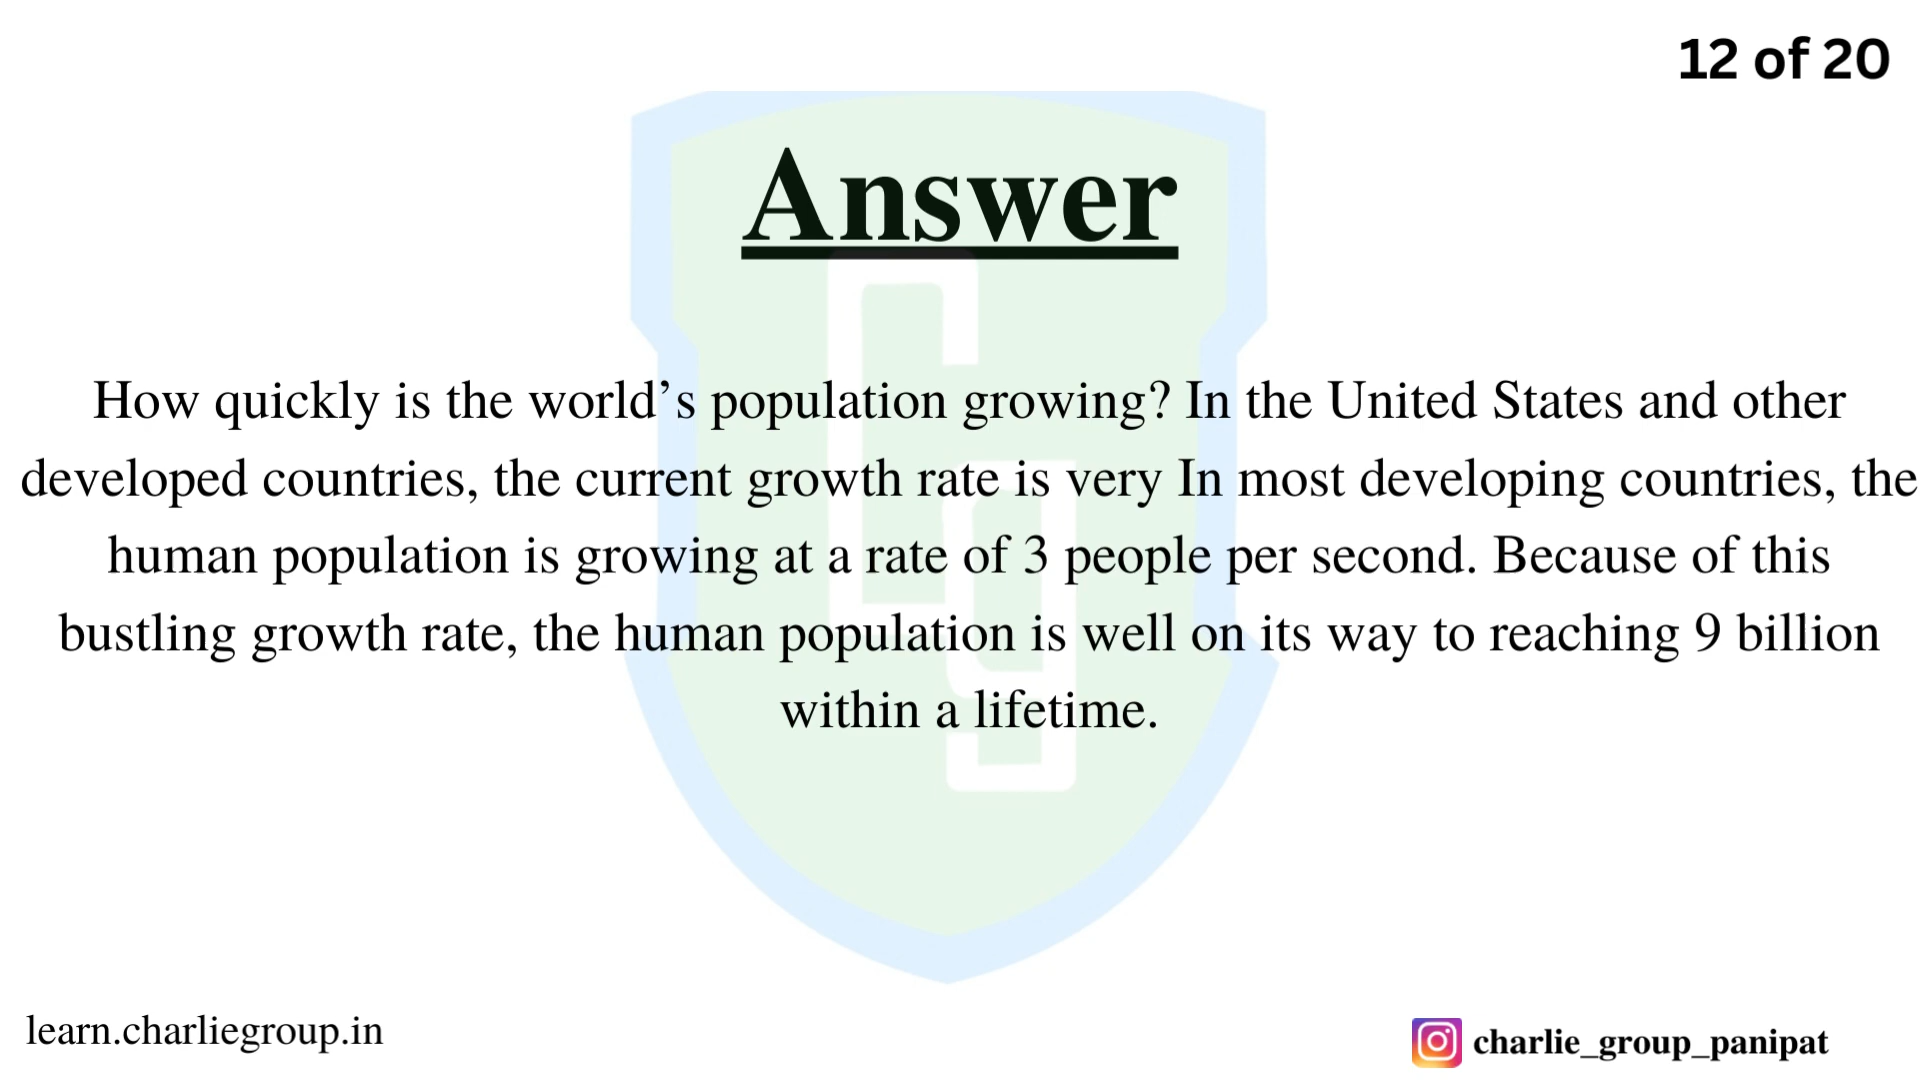 12 of 20
Answer
How quickly is the world’s population growing? In the United States and other
developed countries, the current growth rate is very In most developing countries, the
human population is growing at a rate of 3 people per second. Because of this
bustling growth rate, the human population is well on its way to reaching 9 billion
within a lifetime.
learn.charliegroup.in
charlie_group_panipat